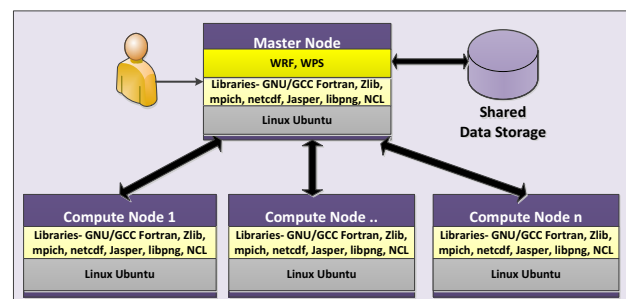 Master Node
WRF, WPS
Libraries- GNU/GCC Fortran, Zlib,
mpich, netcdf, Jasper, libpng, NCL
Linux Ubuntu
Shared
Data Storage
Compute Node 1
Libraries- GNU/GCC Fortran, Zlib,
mpich, netcdf, Jasper, libpng, NCL
Linux Ubuntu
Compute Node ..
Libraries- GNU/GCC Fortran, Zlib,
mpich, netcdf, Jasper, libpng, NCL
Linux Ubuntu
Compute Node n
Libraries- GNU/GCC Fortran, Zlib,
mpich, netcdf, Jasper, libpng, NCL
Linux Ubuntu